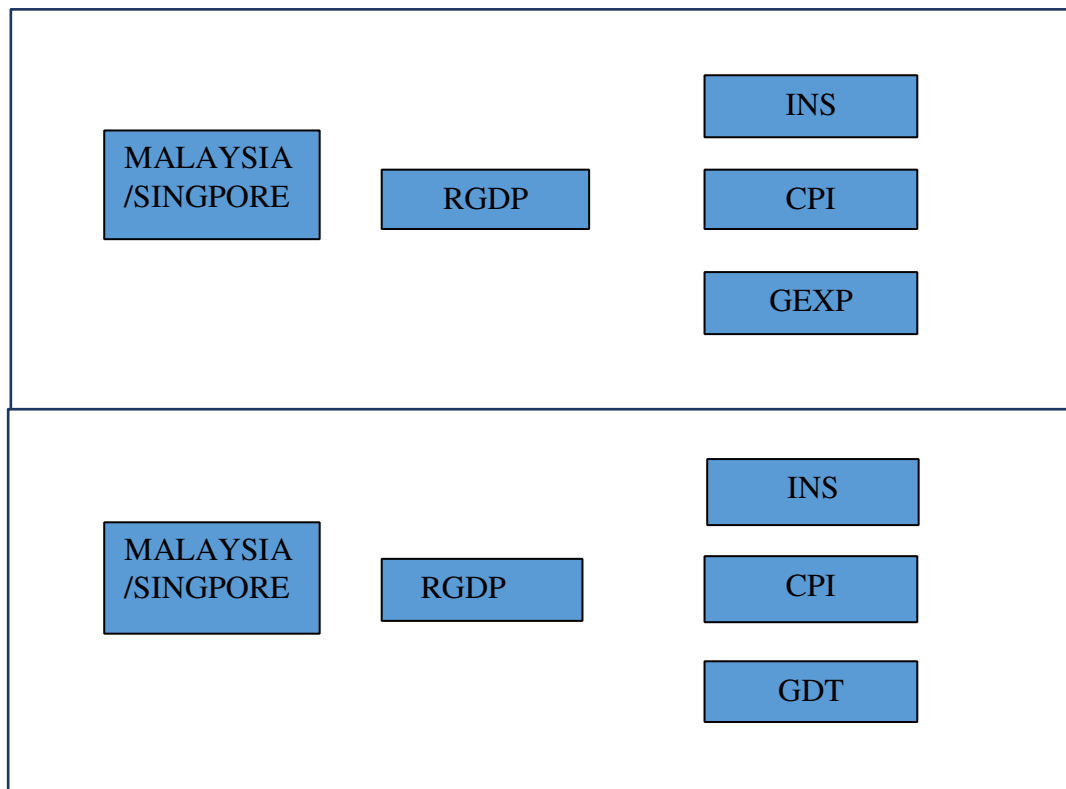 INS
MALAYSIA
/SINGPORE
RGDP
CPI
GEXP
INS
MALAYSIA
/SINGPORE
RGDP
CPI
GDT